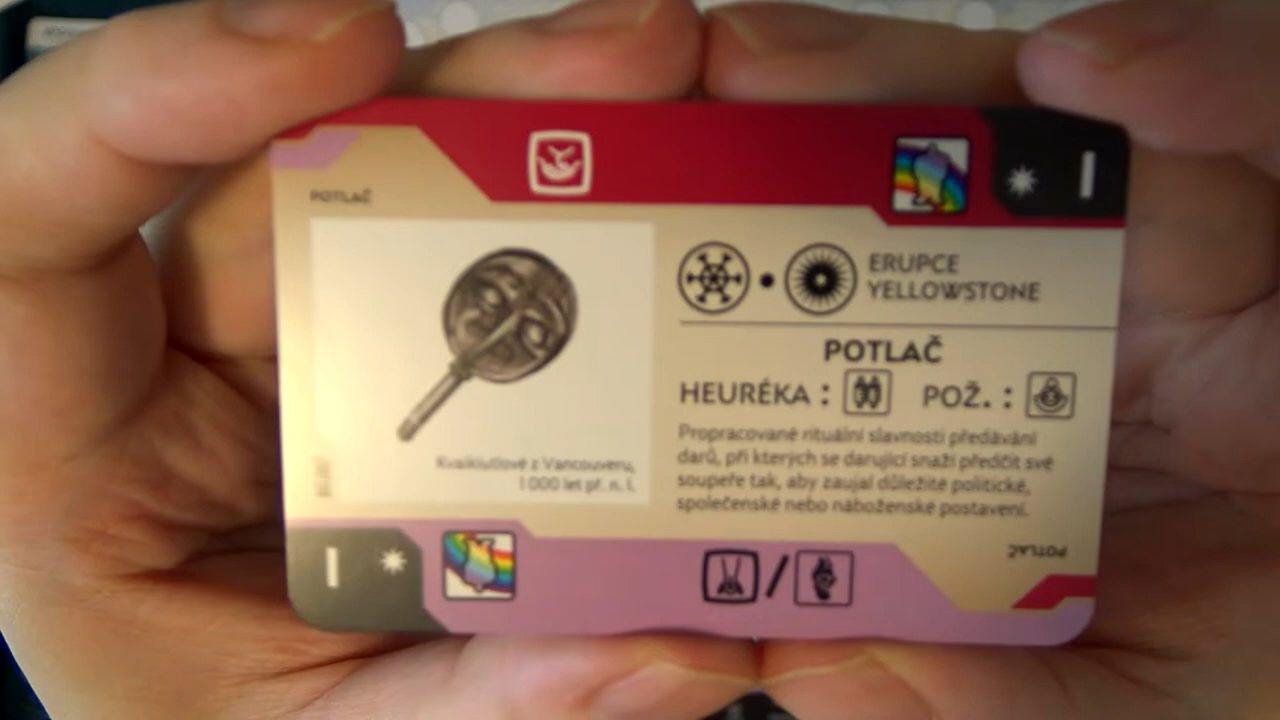 POTLAČ
I
ERUPCE
YELLOWSTONE
POTLAČ
HEURÉKA : POŽ. :
Propracované rituální slavnosti předávání
darů, při kterých se darující snaží předčit své
soupeře tak, aby zaujal důležité politické,
společenské nebo náboženské postavení.
Kvakiutlové z Vancouveru,
1000 let př. n. l.
POTLAČ
I